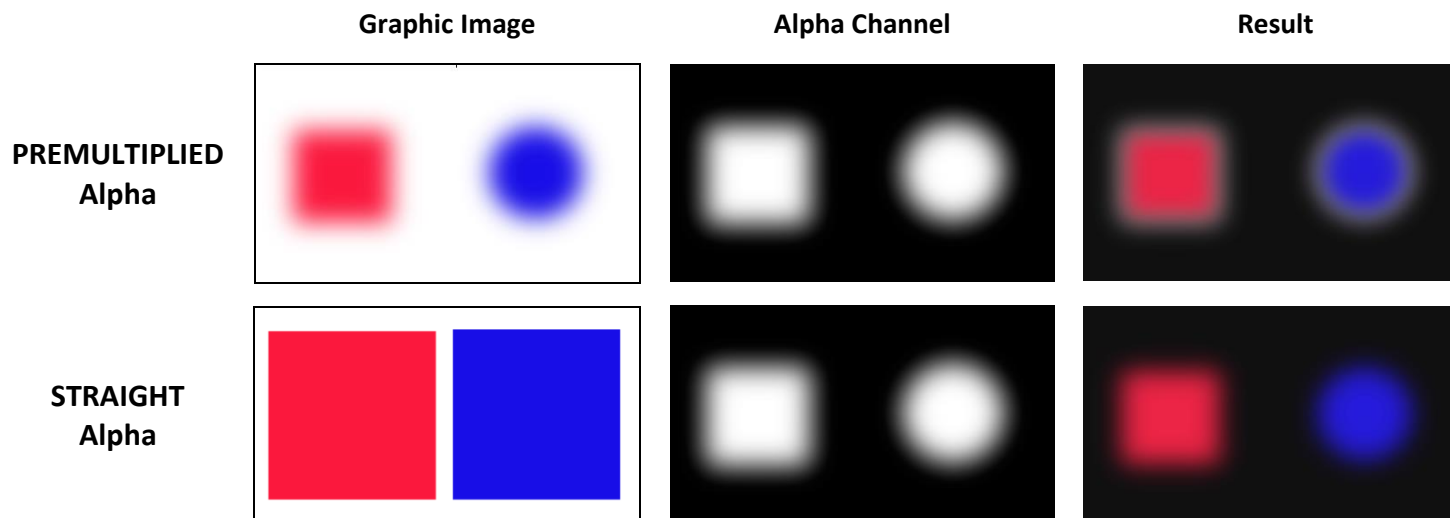 Graphic Image
Alpha Channel
Result
PREMULTIPLIED
Alpha
STRAIGHT
Alpha